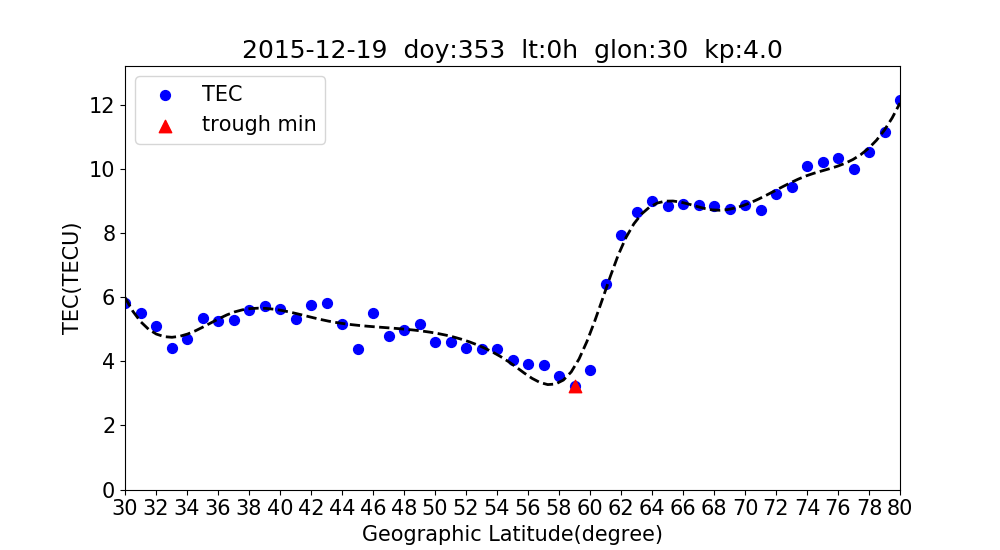 2015-12-19 doy:353 lt:0h glon:30 kp:4.0
TEC
trough min
12
10
8
6
4
2
0
TEC(TECU)
30 32 34 36 38 40 42 44 46 48 50 52 54 56 58 60 62 64 66 68 70 72 74 76 78 80
Geographic Latitude(degree)